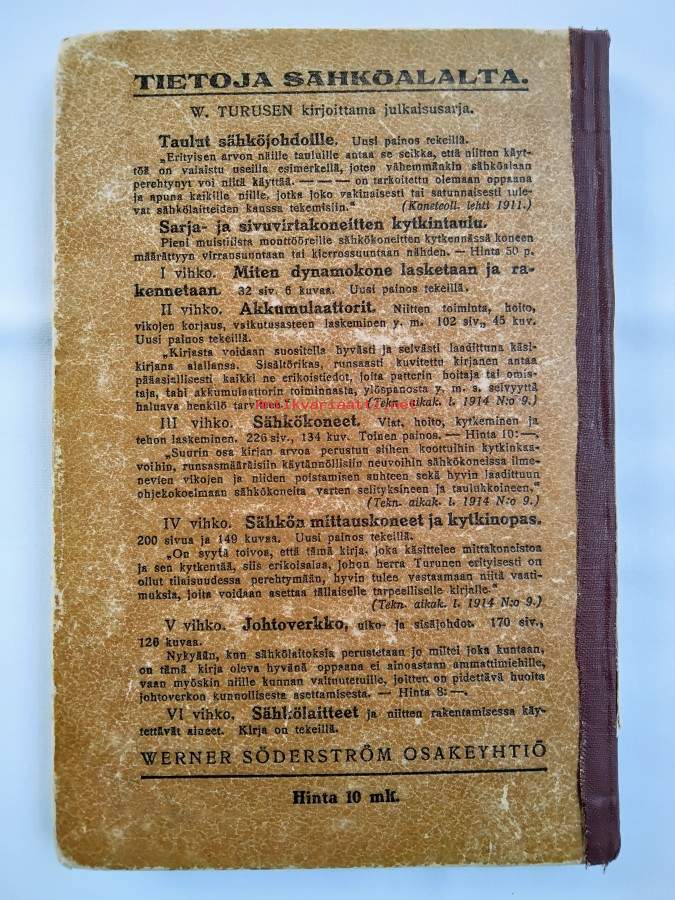 TIETOJA SÄHKÖALALTA.
W. TURUSEN kirjoittama julkaisusarja.
Taulut sähköjohdoille. Uusi painos tekeillä.
„Erityisen arvon näille tauluille antaa se seikka, että niitten käyt-
töä on valaistu useilla esimerkeillä, joten vähemmänkin sähköalaan
perehtynyt voi niitä käyttää. — — — on tarkoitettu olemaan oppaana
ja apuna kaikille niille, jotka joko vakinaisesti tai satunnaisesti tule-
vat sähkölaitteiden kanssa tekemisiin." (Koneteoll. lehti 1911.)
Sarja- ja sivuvirtakoneitten kytkintaulu.
Pieni muistilista monttööreille sähkökoneitten kytkennässä koneen
määrättyyn virransuuntaan tai kierrossuuntaan nähden. — Hinta 50 p.
I vihko. Miten dynamokone lasketaan ja ra-
kennetaan. 32 siv. 6 kuvaa. Uusi painos tekeillä.
II vihko. Akkumulaattorit. Niitten toiminta, hoito,
vikojen korjaus, vaikutusasteen laskeminen y. m. 102 siv., 45 kuv.
Uusi painos tekeillä.
„Kirjasta voidaan suositella hyvästi ja selvästi laadittuna käsi-
kirjana alallansa. Sisältörikas, runsaasti kuvitettu kirjanen antaa
pääasiallisesti kaikki ne erikoistiedot, joita patterin hoitaja tai omis-
taja, tahi akkumulaattorin toiminnasta, ylöspanosta y. m. s. selvyyttä
haluava henkilö tarvitsee." (Tekn. aikak. l. 1914 N:o 9.)
antikvariaatti.net
III vihko. Sähkökoneet. Viat, hoito, kytkeminen ja
tehon laskeminen. 226 siv., 134 kuv. Toinen painos. — Hinta 10:—.
„Suurin osa kirjan arvoa perustuu siihen koottuihin kytkinkaa-
voihin, runsasmääräisiin käytännöllisiin neuvoihin sähkökoneissa ilme-
nevien vikojen ja niiden poistamisen suhteen sekä hyvin laadittuun
ohjekokoelmaan sähkökoneita varten selityksineen ja taulukkoineen."
(Tekn. aikak. l. 1914 N:o 9.)
IV vihko. Sähkön mittauskoneet ja kytkinopas.
200 sivua ja 149 kuvaa. Uusi painos tekeillä.
„On syytä toivoa, että tämä kirja, joka käsittelee mittakoneistoa
ja sen kytkentää, siis erikoisalaa, johon herra Turunen erityisesti on
ollut tilaisuudessa perehtymään, hyvin tulee vastaamaan niitä vaati-
muksia, joita voidaan asettaa tällaiselle tarpeelliselle kirjalle."
(Tekn. aikak. l. 1914 N:o 9.)
V vihko. Johtoverkko, ulko- ja sisäjohdot. 170 siv.,
126 kuvaa.
Nykyään, kun sähkölaitoksia perustetaan jo miltei joka kuntaan,
on tämä kirja oleva hyvänä oppaana ei ainoastaan ammattimiehille,
vaan myöskin niille kunnan valtuutetuille, joitten on pidettävä huolta
johtoverkon kunnollisesta asettamisesta. — Hinta 8:—.
VI vihko. Sähkölaitteet ja niitten rakentamisessa käy-
tettävät aineet. Kirja on tekeillä.
WERNER SÖDERSTRÖM OSAKEYHTIÖ
Hinta 10 mk.